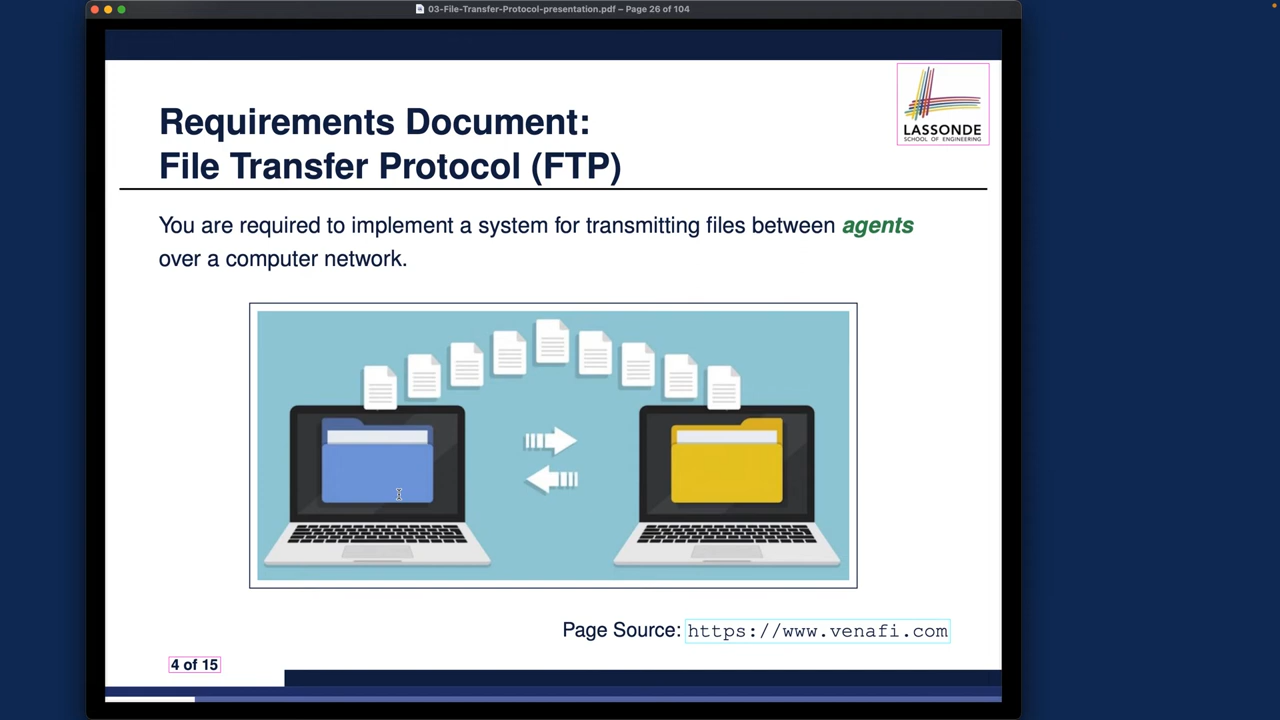 03-File-Transfer-Protocol-presentation.pdf – Page 26 of 104
LASSONDE
SCHOOL OF ENGINEERING
Requirements Document:
File Transfer Protocol (FTP)
You are required to implement a system for transmitting files between agents
over a computer network.
Page Source: https://www.venafi.com
4 of 15